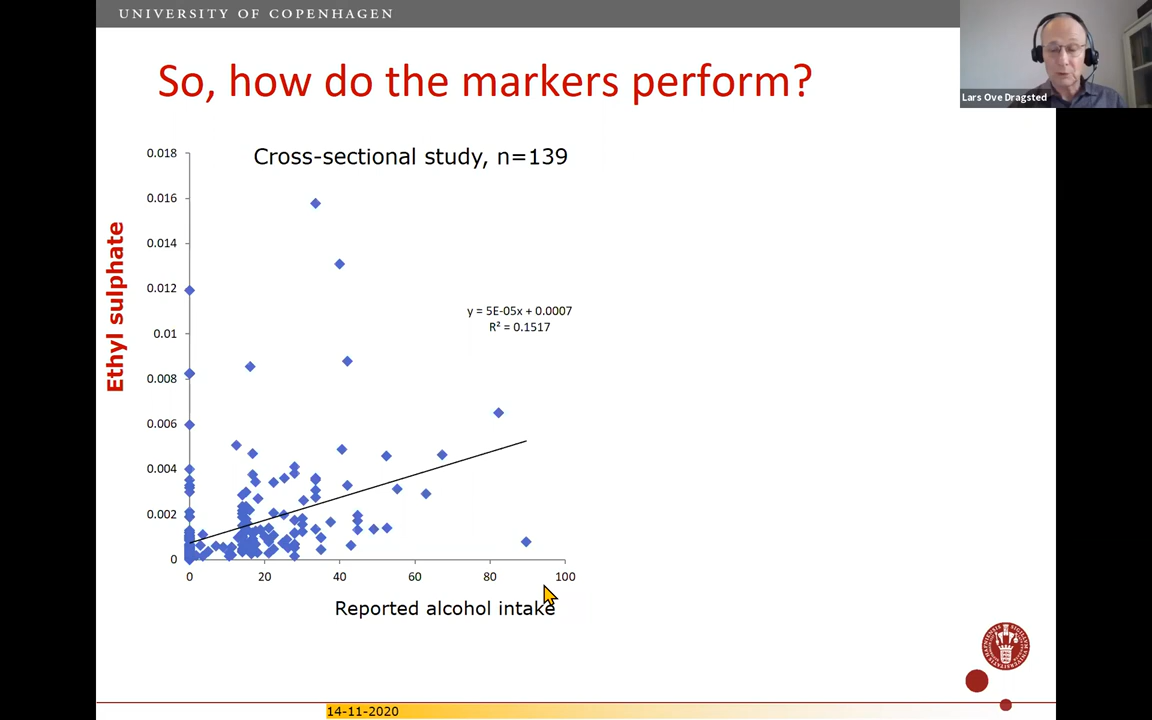 UNIVERSITY OF COPENHAGEN
So, how do the markers perform?
Lars Ove Dragsted
Cross-sectional study, n=139
Ethyl sulphate
0.018
0.016
0.014
0.012
0.01
0.008
0.006
0.004
0.002
0
y = 5E-05x + 0.0007
R² = 0.1517
0 20 40 60 80 100
Reported alcohol intake
14-11-2020